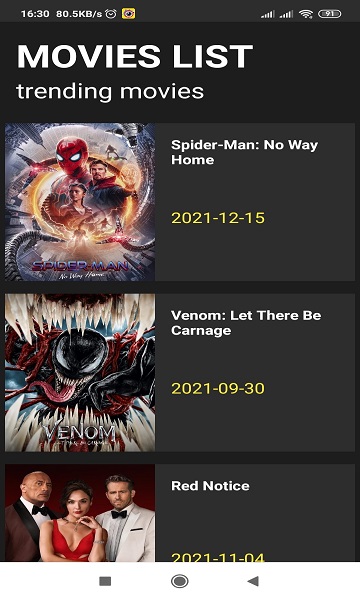 16:30 80.5KB/s 91
MOVIES LIST
trending movies
SPIDER-MAN
No Way Home
Spider-Man: No Way
Home
2021-12-15
VENOM
LET THERE BE CARNAGE
Venom: Let There Be
Carnage
2021-09-30
Red Notice
2021-11-04